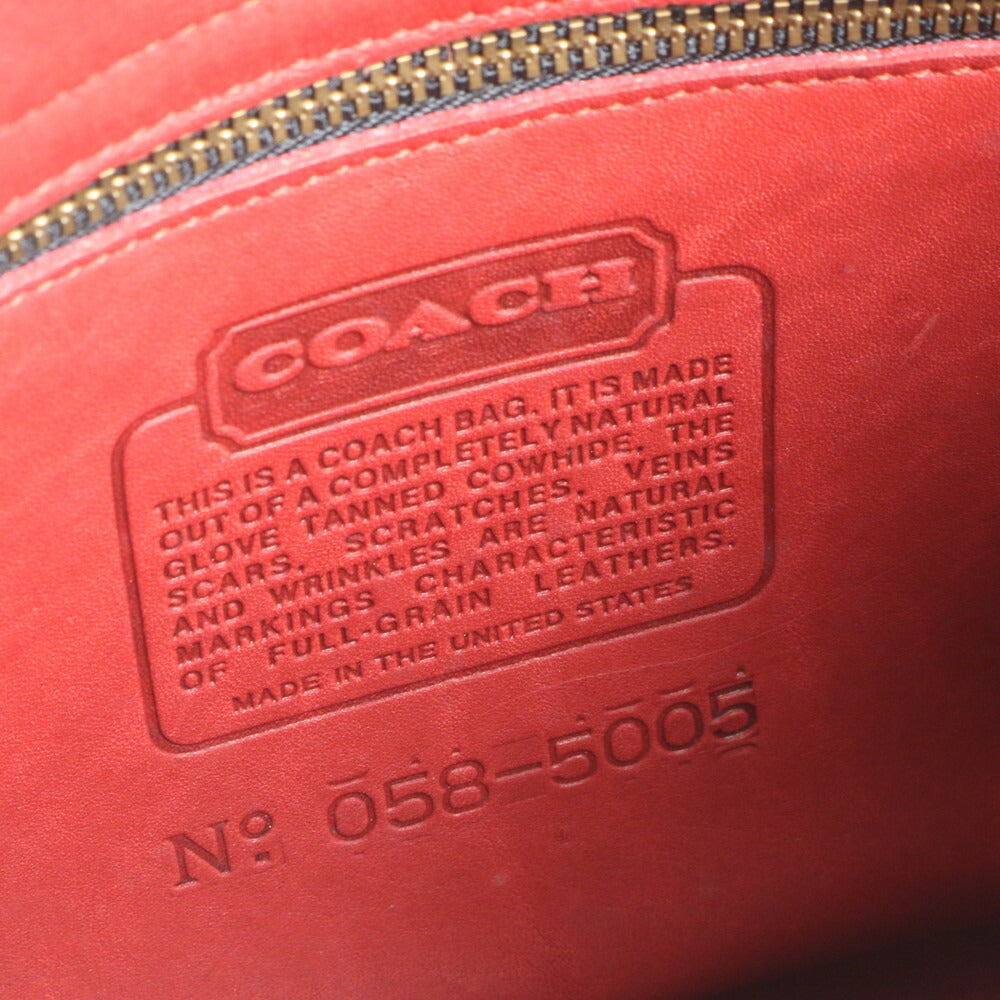 COACH
THIS IS A COACH BAG. IT IS MADE
OUT OF A COMPLETELY NATURAL
GLOVE TANNED COWHIDE. THE
SCARS, SCRATCHES, VEINS
AND WRINKLES ARE NATURAL
MARKINGS CHARACTERISTIC
OF FULL-GRAIN LEATHERS.
MADE IN THE UNITED STATES
Nº 058-5005